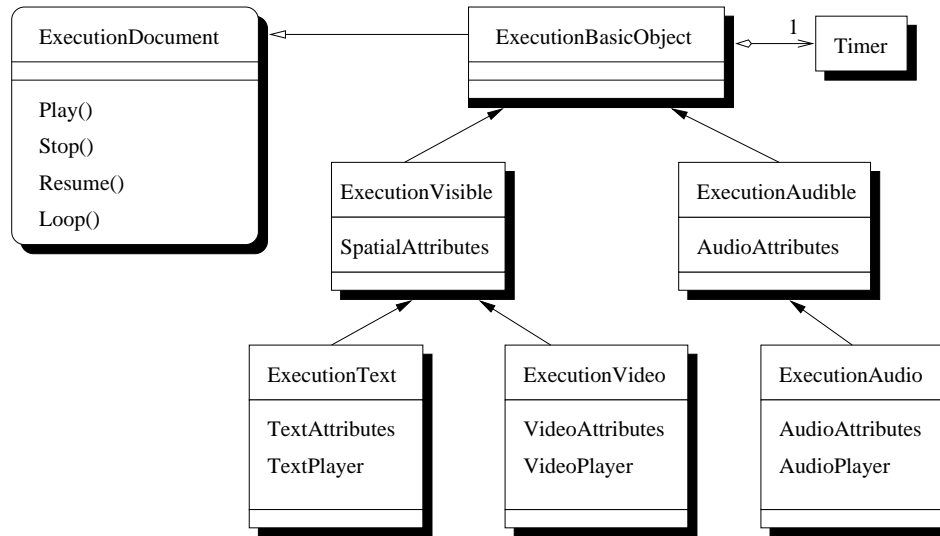 ExecutionDocument
Play()
Stop()
Resume()
Loop()
ExecutionBasicObject
1
Timer
ExecutionVisible
SpatialAttributes
ExecutionAudible
AudioAttributes
ExecutionText
TextAttributes
TextPlayer
ExecutionVideo
VideoAttributes
VideoPlayer
ExecutionAudio
AudioAttributes
AudioPlayer